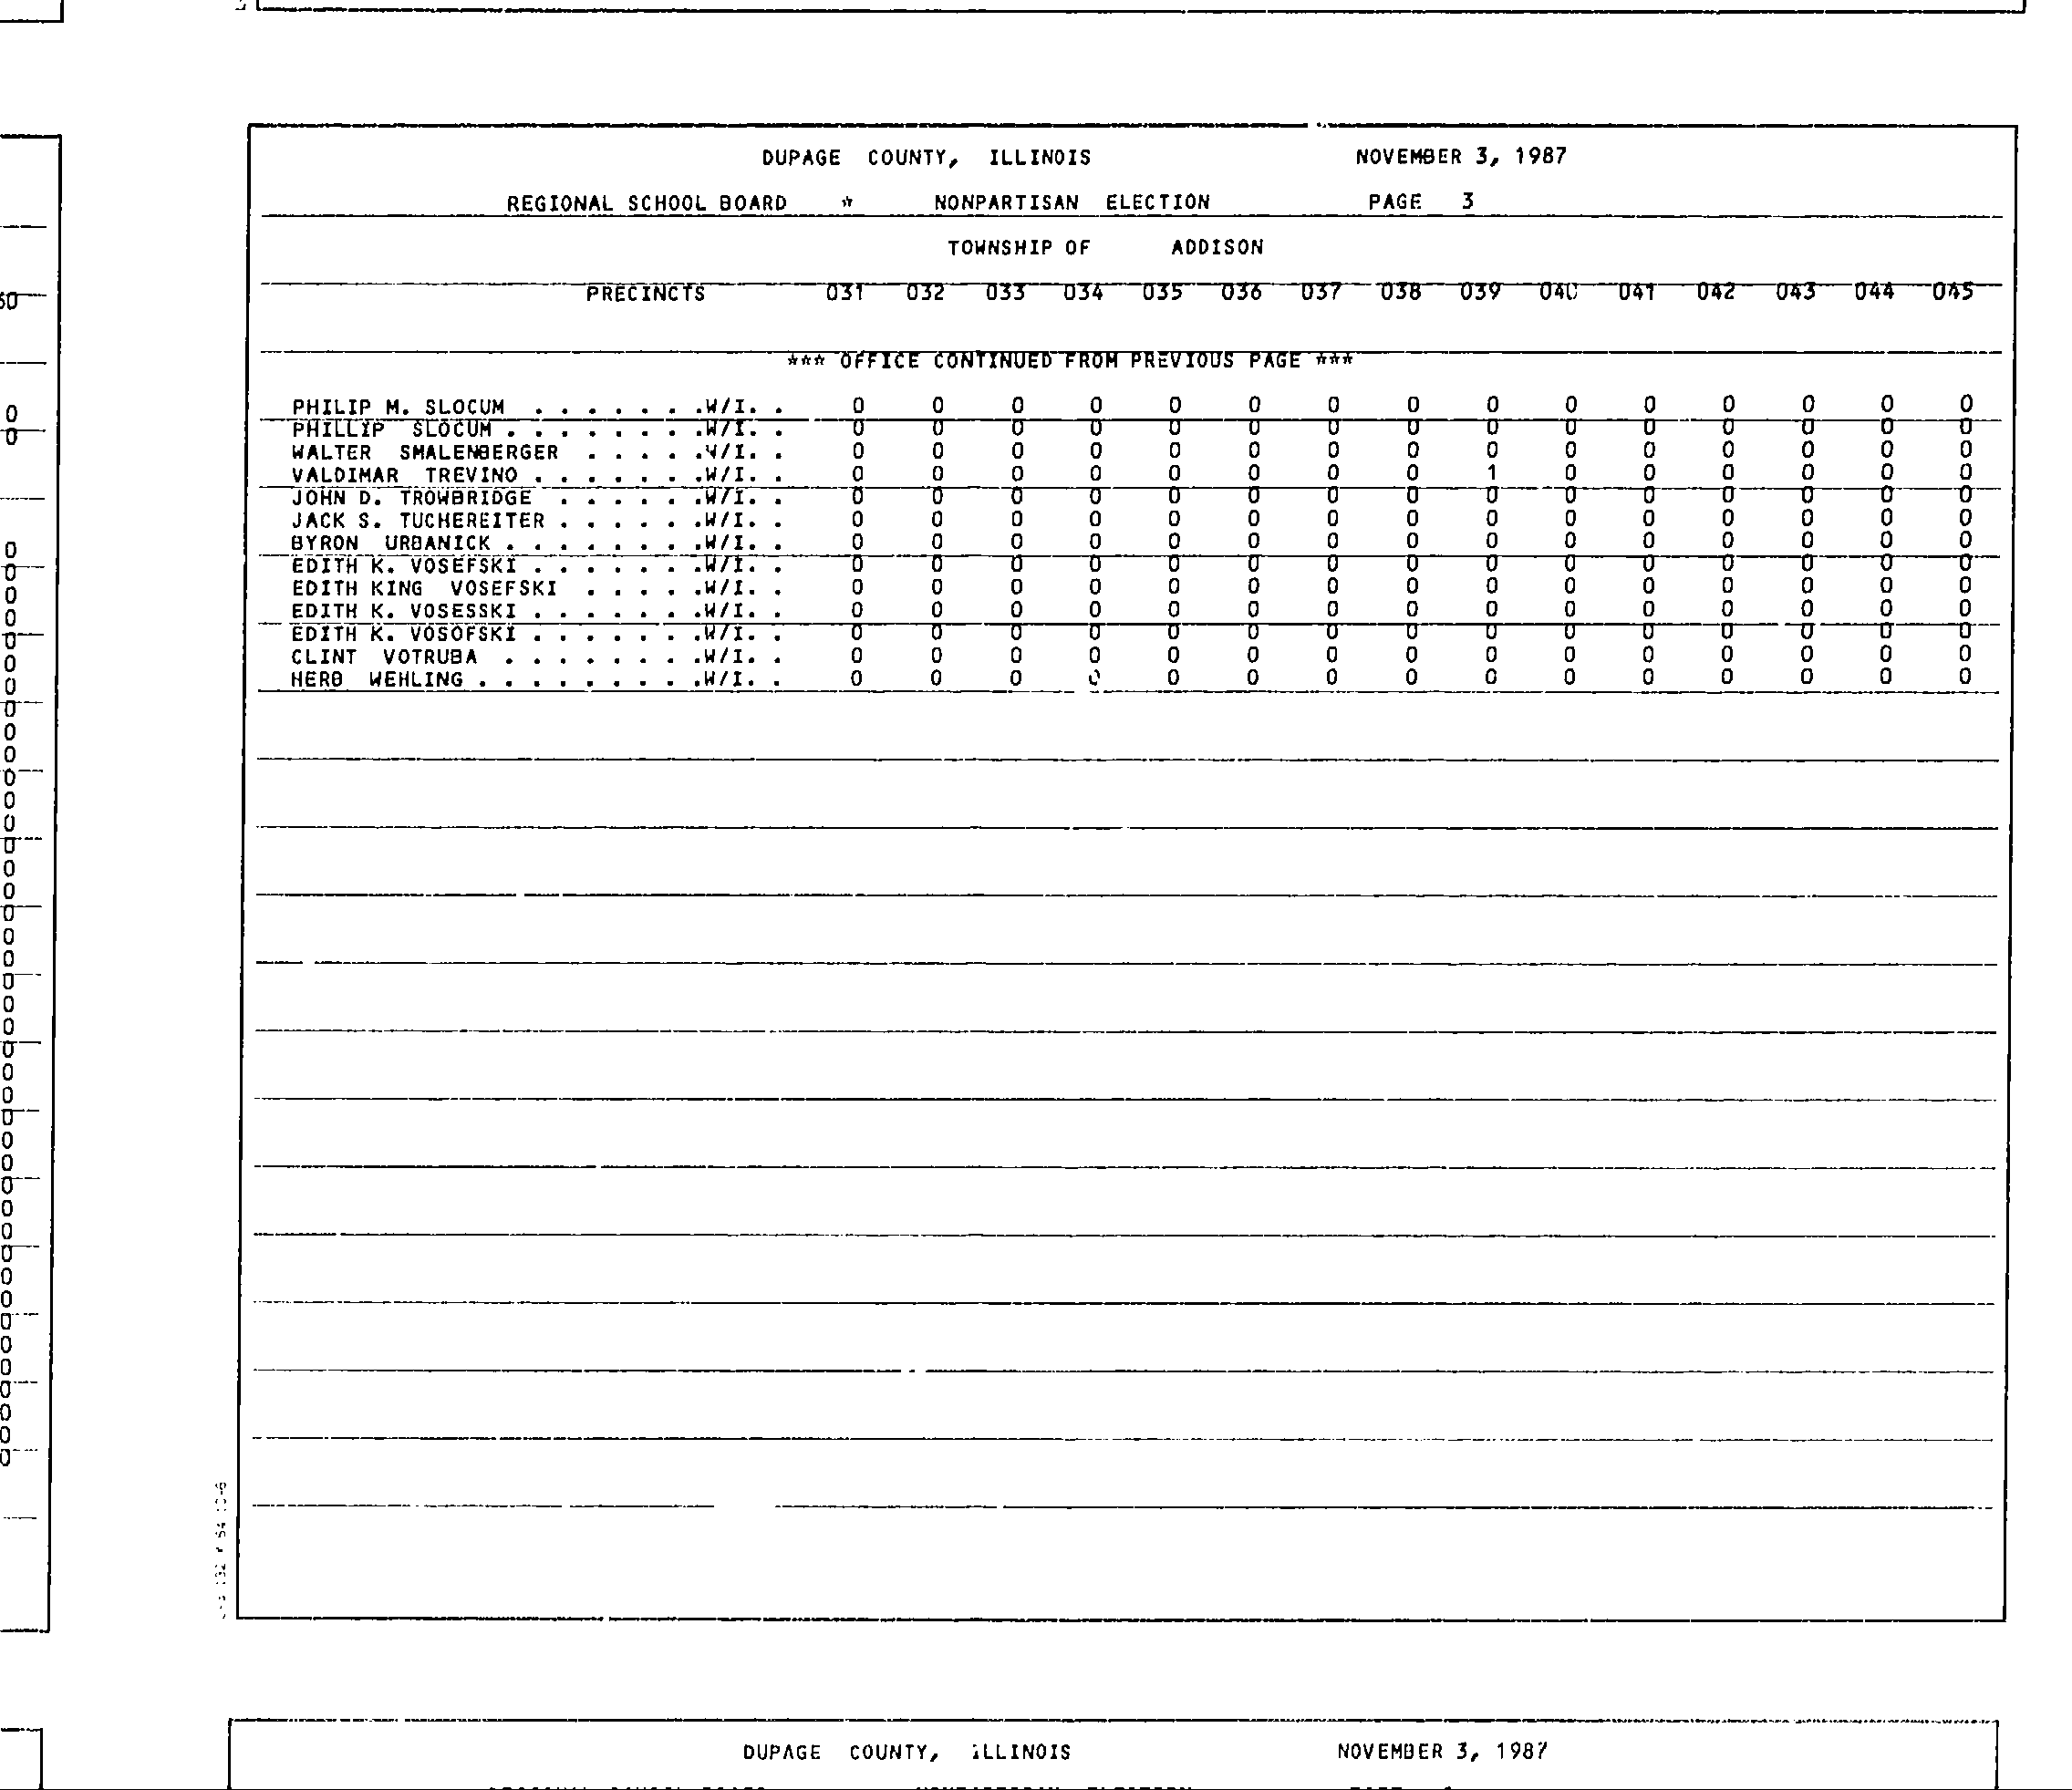 DUPAGE COUNTY, ILLINOIS NOVEMBER 3, 1987
REGIONAL SCHOOL BOARD * NONPARTISAN ELECTION PAGE 3
TOWNSHIP OF ADDISON
PRECINCTS 031 032 033 034 035 036 037 038 039 040 041 042 043 044 045
*** OFFICE CONTINUED FROM PREVIOUS PAGE ***
PHILIP M. SLOCUM . . . . . . .W/I. . 0 0 0 0 0 0 0 0 0 0 0 0 0 0 0
PHILLIP SLOCUM . . . . . . . .W/I. . 0 0 0 0 0 0 0 0 0 0 0 0 0 0 0
WALTER SMALENBERGER . . . . .W/I. . 0 0 0 0 0 0 0 0 0 0 0 0 0 0 0
VALDIMAR TREVINO . . . . . . .W/I. . 0 0 0 0 0 0 0 0 1 0 0 0 0 0 0
JOHN D. TROWBRIDGE . . . . . .W/I. . 0 0 0 0 0 0 0 0 0 0 0 0 0 0 0
JACK S. TUCHEREITER . . . . . .W/I. . 0 0 0 0 0 0 0 0 0 0 0 0 0 0 0
BYRON URBANICK . . . . . . . .W/I. . 0 0 0 0 0 0 0 0 0 0 0 0 0 0 0
EDITH K. VOSEFSKI . . . . . . .W/I. . 0 0 0 0 0 0 0 0 0 0 0 0 0 0 0
EDITH KING VOSEFSKI . . . . .W/I. . 0 0 0 0 0 0 0 0 0 0 0 0 0 0 0
EDITH K. VOSESSKI . . . . . . .W/I. . 0 0 0 0 0 0 0 0 0 0 0 0 0 0 0
EDITH K. VOSOFSKI . . . . . . .W/I. . 0 0 0 0 0 0 0 0 0 0 0 0 0 0 0
CLINT VOTRUBA . . . . . . . .W/I. . 0 0 0 0 0 0 0 0 0 0 0 0 0 0 0
HERB WEHLING . . . . . . . . .W/I. . 0 0 0 0 0 0 0 0 0 0 0 0 0 0 0
DUPAGE COUNTY, ILLINOIS NOVEMBER 3, 1987